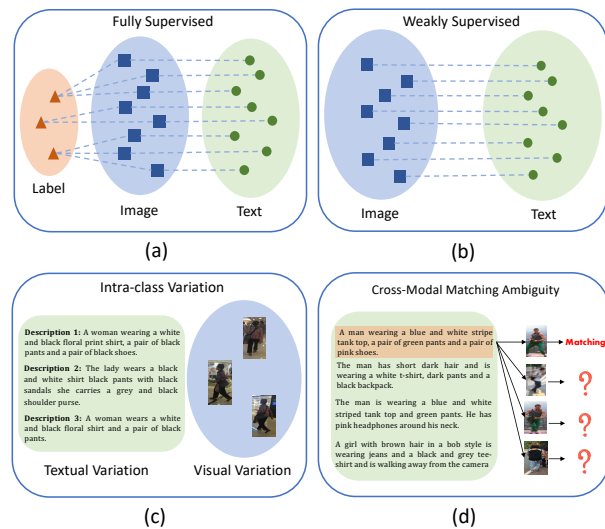 Fully Supervised
Label
Image
Text
(a)
Weakly Supervised
Image
Text
(b)
Intra-class Variation
Description 1: A woman wearing a white
and black floral print shirt, a pair of black
pants and a pair of black shoes.
Description 2: The lady wears a black
and white shirt black pants with black
sandals she carries a grey and black
shoulder purse.
Description 3: A woman wears a white
and black floral shirt and a pair of black
pants.
Textual Variation
Visual Variation
(c)
Cross-Modal Matching Ambiguity
A man wearing a blue and white stripe
tank top, a pair of green pants and a pair of
pink shoes.
Matching
The man has short dark hair and is
wearing a white t-shirt, dark pants and a
black backpack.
?
The man is wearing a blue and white
striped tank top and green pants. He has
pink headphones around his neck.
?
A girl with brown hair in a bob style is
wearing jeans and a black and grey tee-
shirt and is walking away from the camera
?
(d)